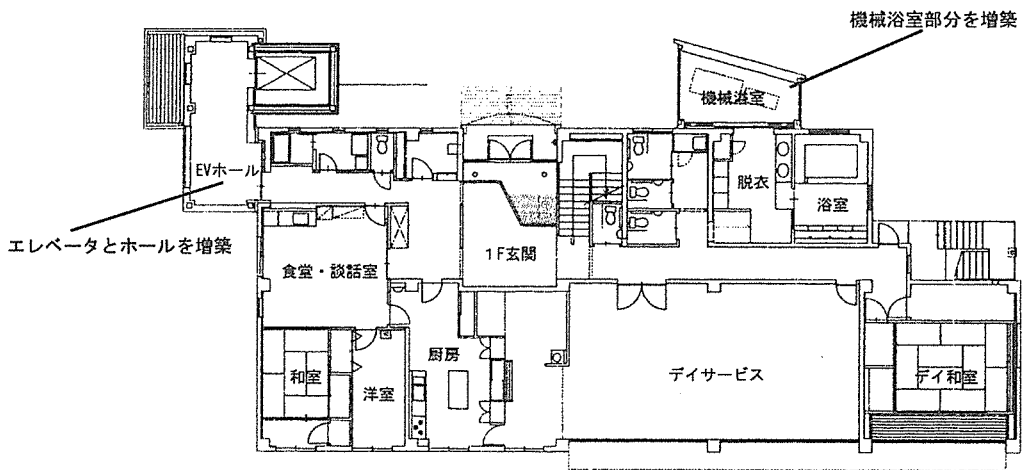 機械浴室部分を増築
機械浴室
EVホール
脱衣
浴室
エレベータとホールを増築
1F玄関
食堂・談話室
厨房
和室
洋室
デイサービス
デイ和室